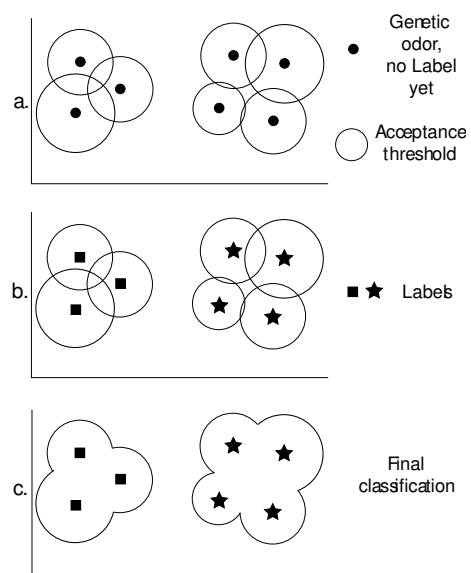 Genetic
odor,
no Label
yet
a.
Acceptance
threshold
b.
Labels
c.
Final
classification